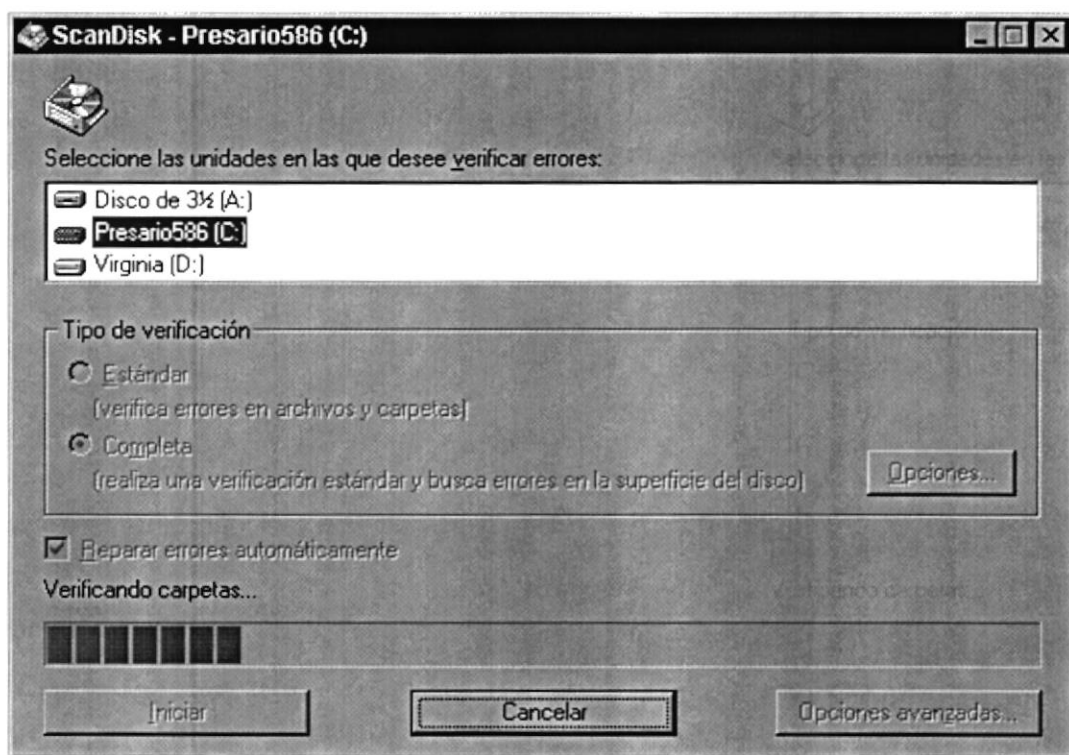 ScanDisk - Presario586 (C:)
Seleccione las unidades en las que desee verificar errores:
Disco de 3½ (A:)
Presario586 (C:)
Virginia (D:)
Tipo de verificación
Estándar
(verifica errores en archivos y carpetas)
Completa
(realiza una verificación estándar y busca errores en la superficie del disco)
Opciones...
Reparar errores automáticamente
Verificando carpetas...
Iniciar
Cancelar
Opciones avanzadas...